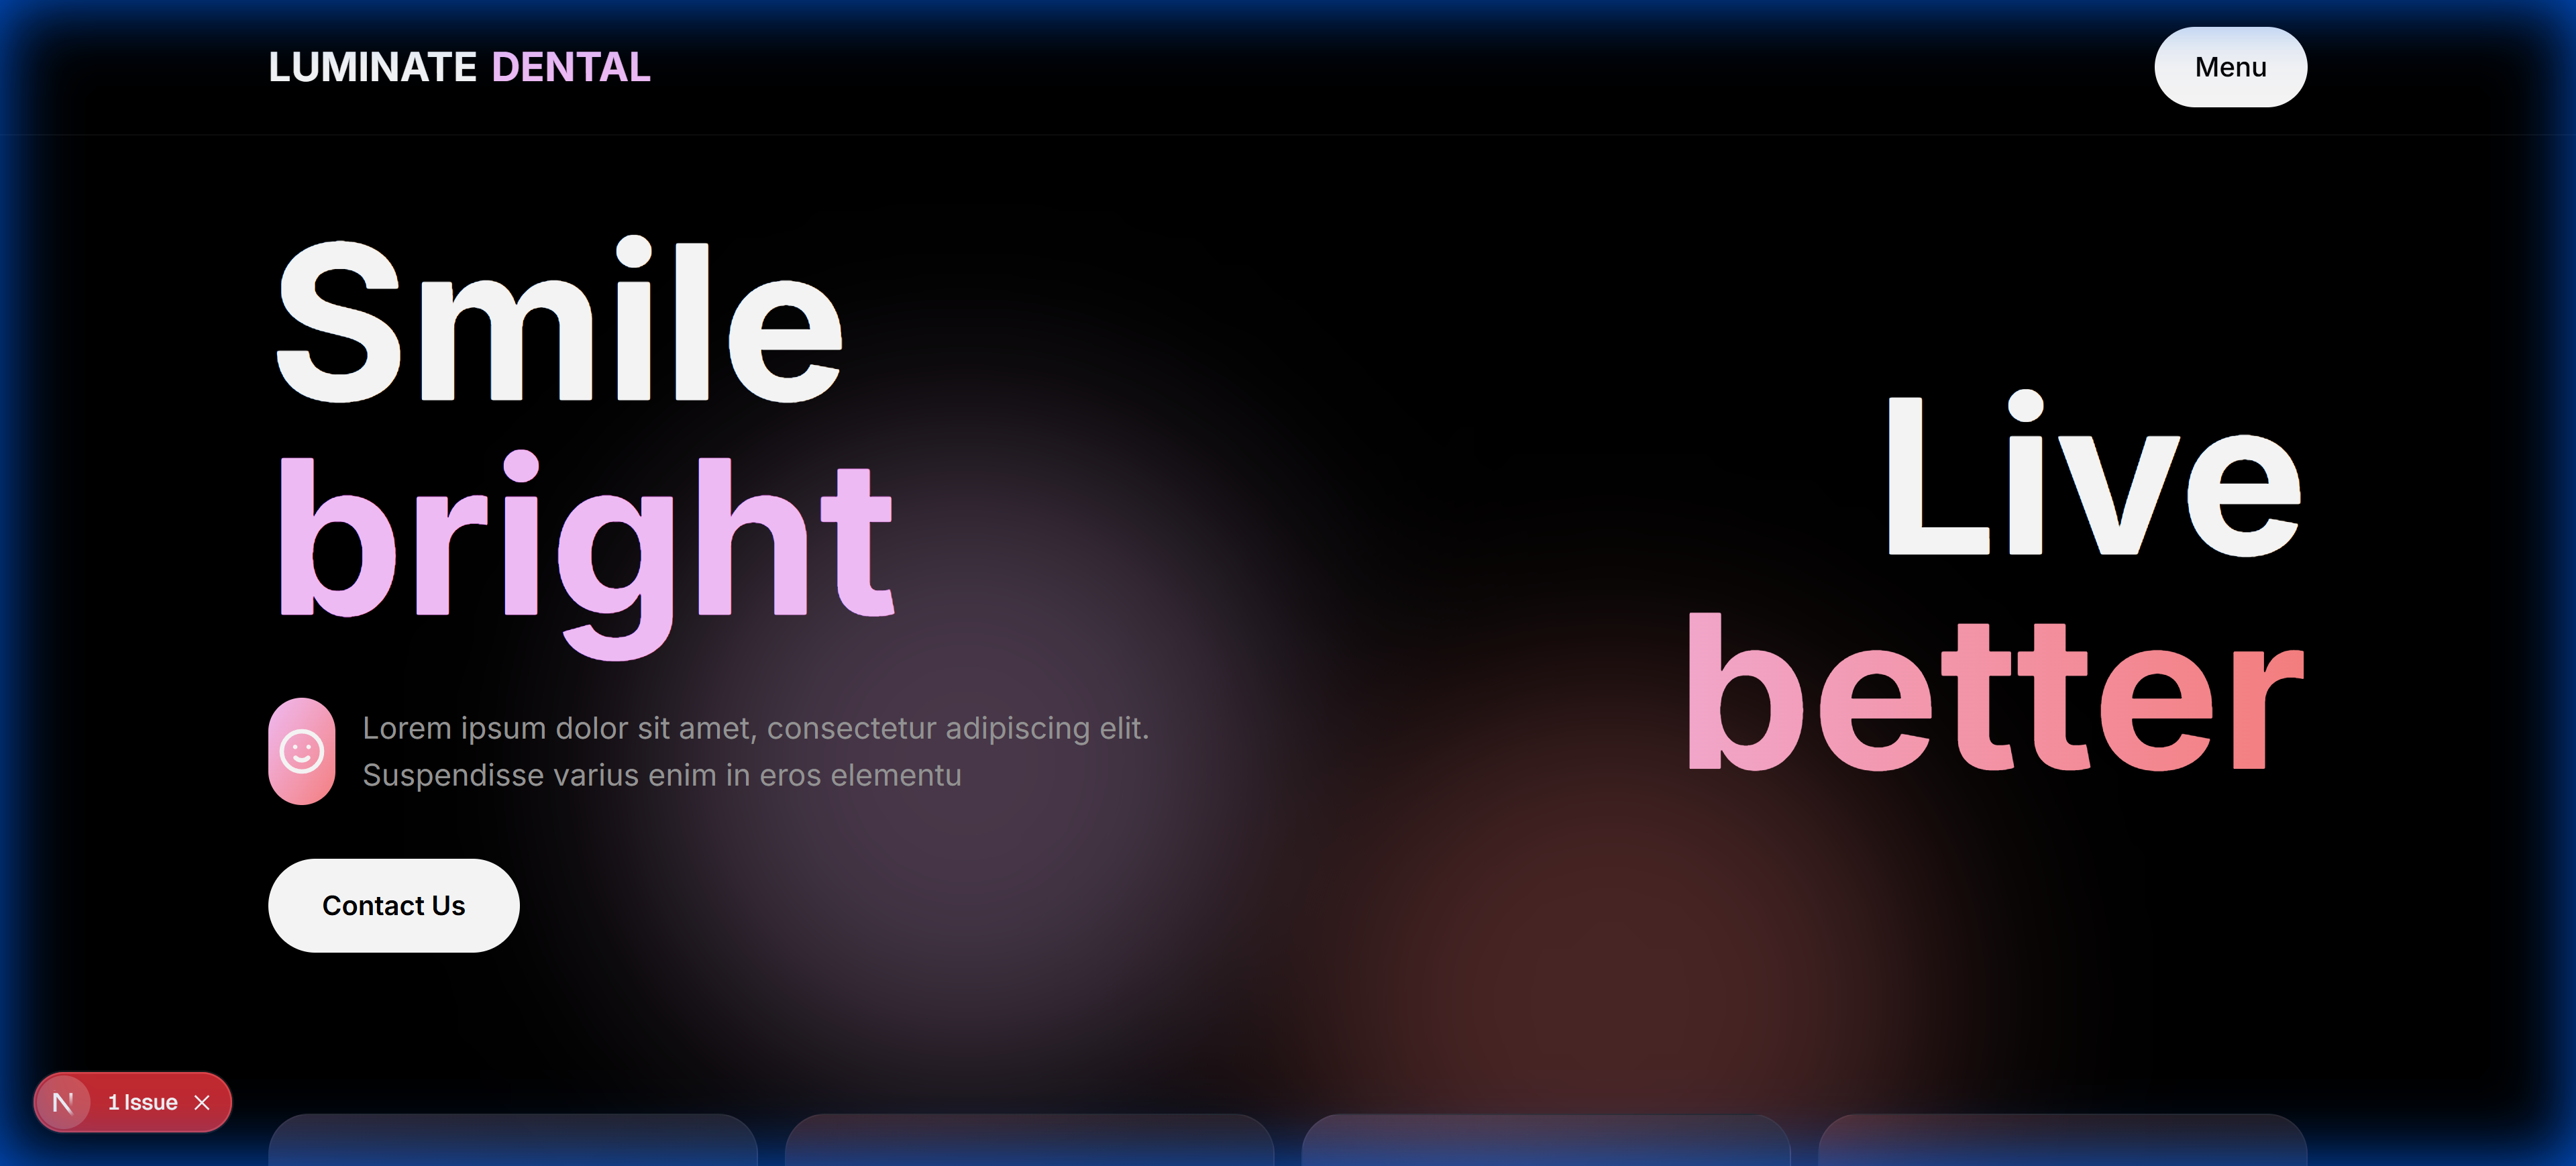 LUMINATE DENTAL
Menu
Smile
bright
Live
better
Lorem ipsum dolor sit amet, consectetur adipiscing elit.
Suspendisse varius enim in eros elementu
Contact Us
N
1 Issue